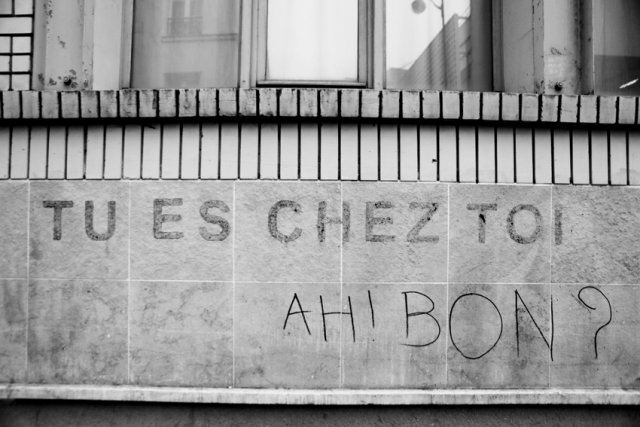 TU ES CHEZ TOI
AH! BON?